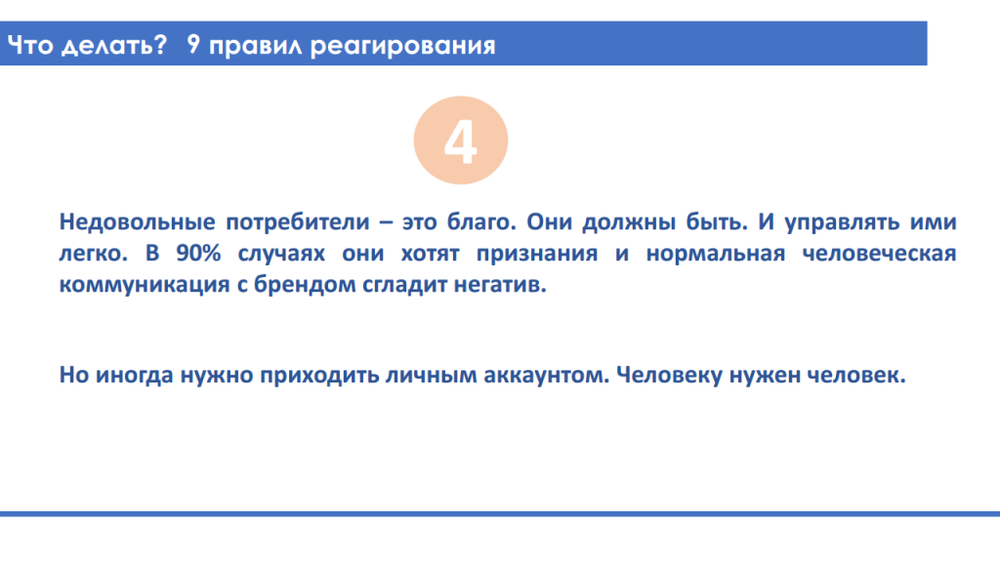 Что делать?  9 правил реагирования
4
Недовольные потребители – это благо. Они должны быть. И управлять ими
легко. В 90% случаях они хотят признания и нормальная человеческая
коммуникация с брендом сгладит негатив.
Но иногда нужно приходить личным аккаунтом. Человеку нужен человек.